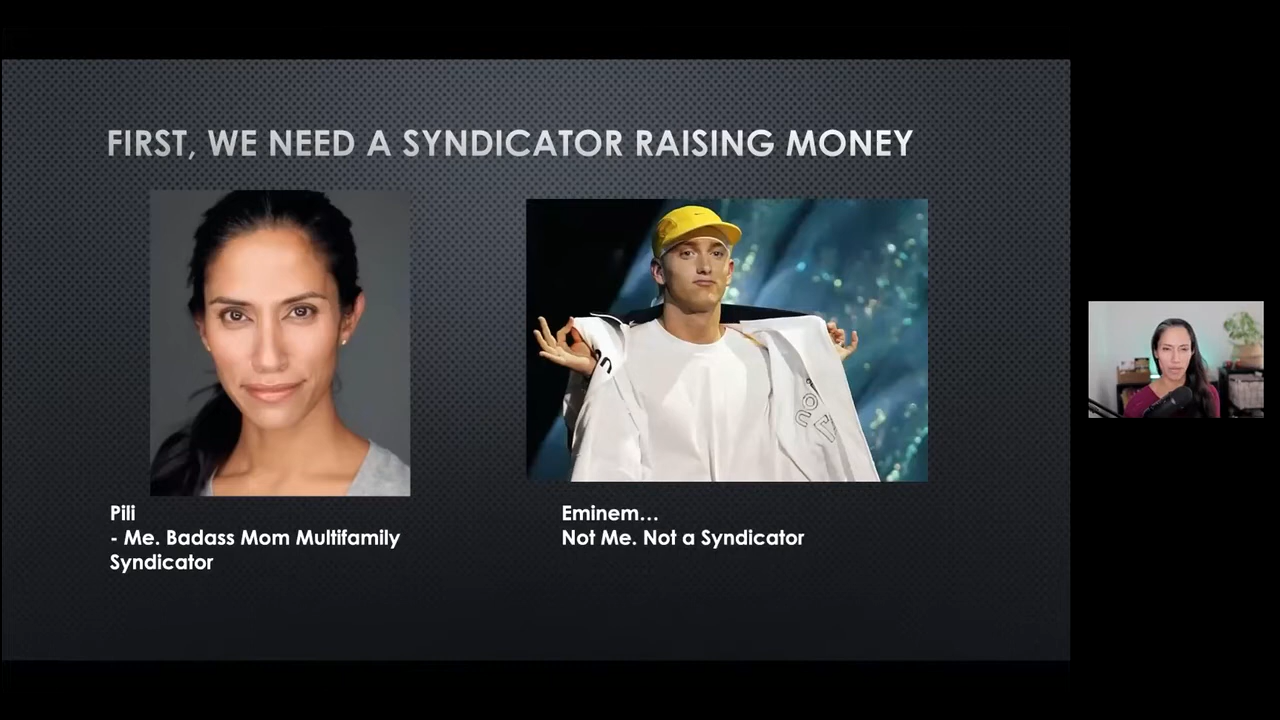 FIRST, WE NEED A SYNDICATOR RAISING MONEY
Pili
- Me. Badass Mom Multifamily
Syndicator
Eminem...
Not Me. Not a Syndicator